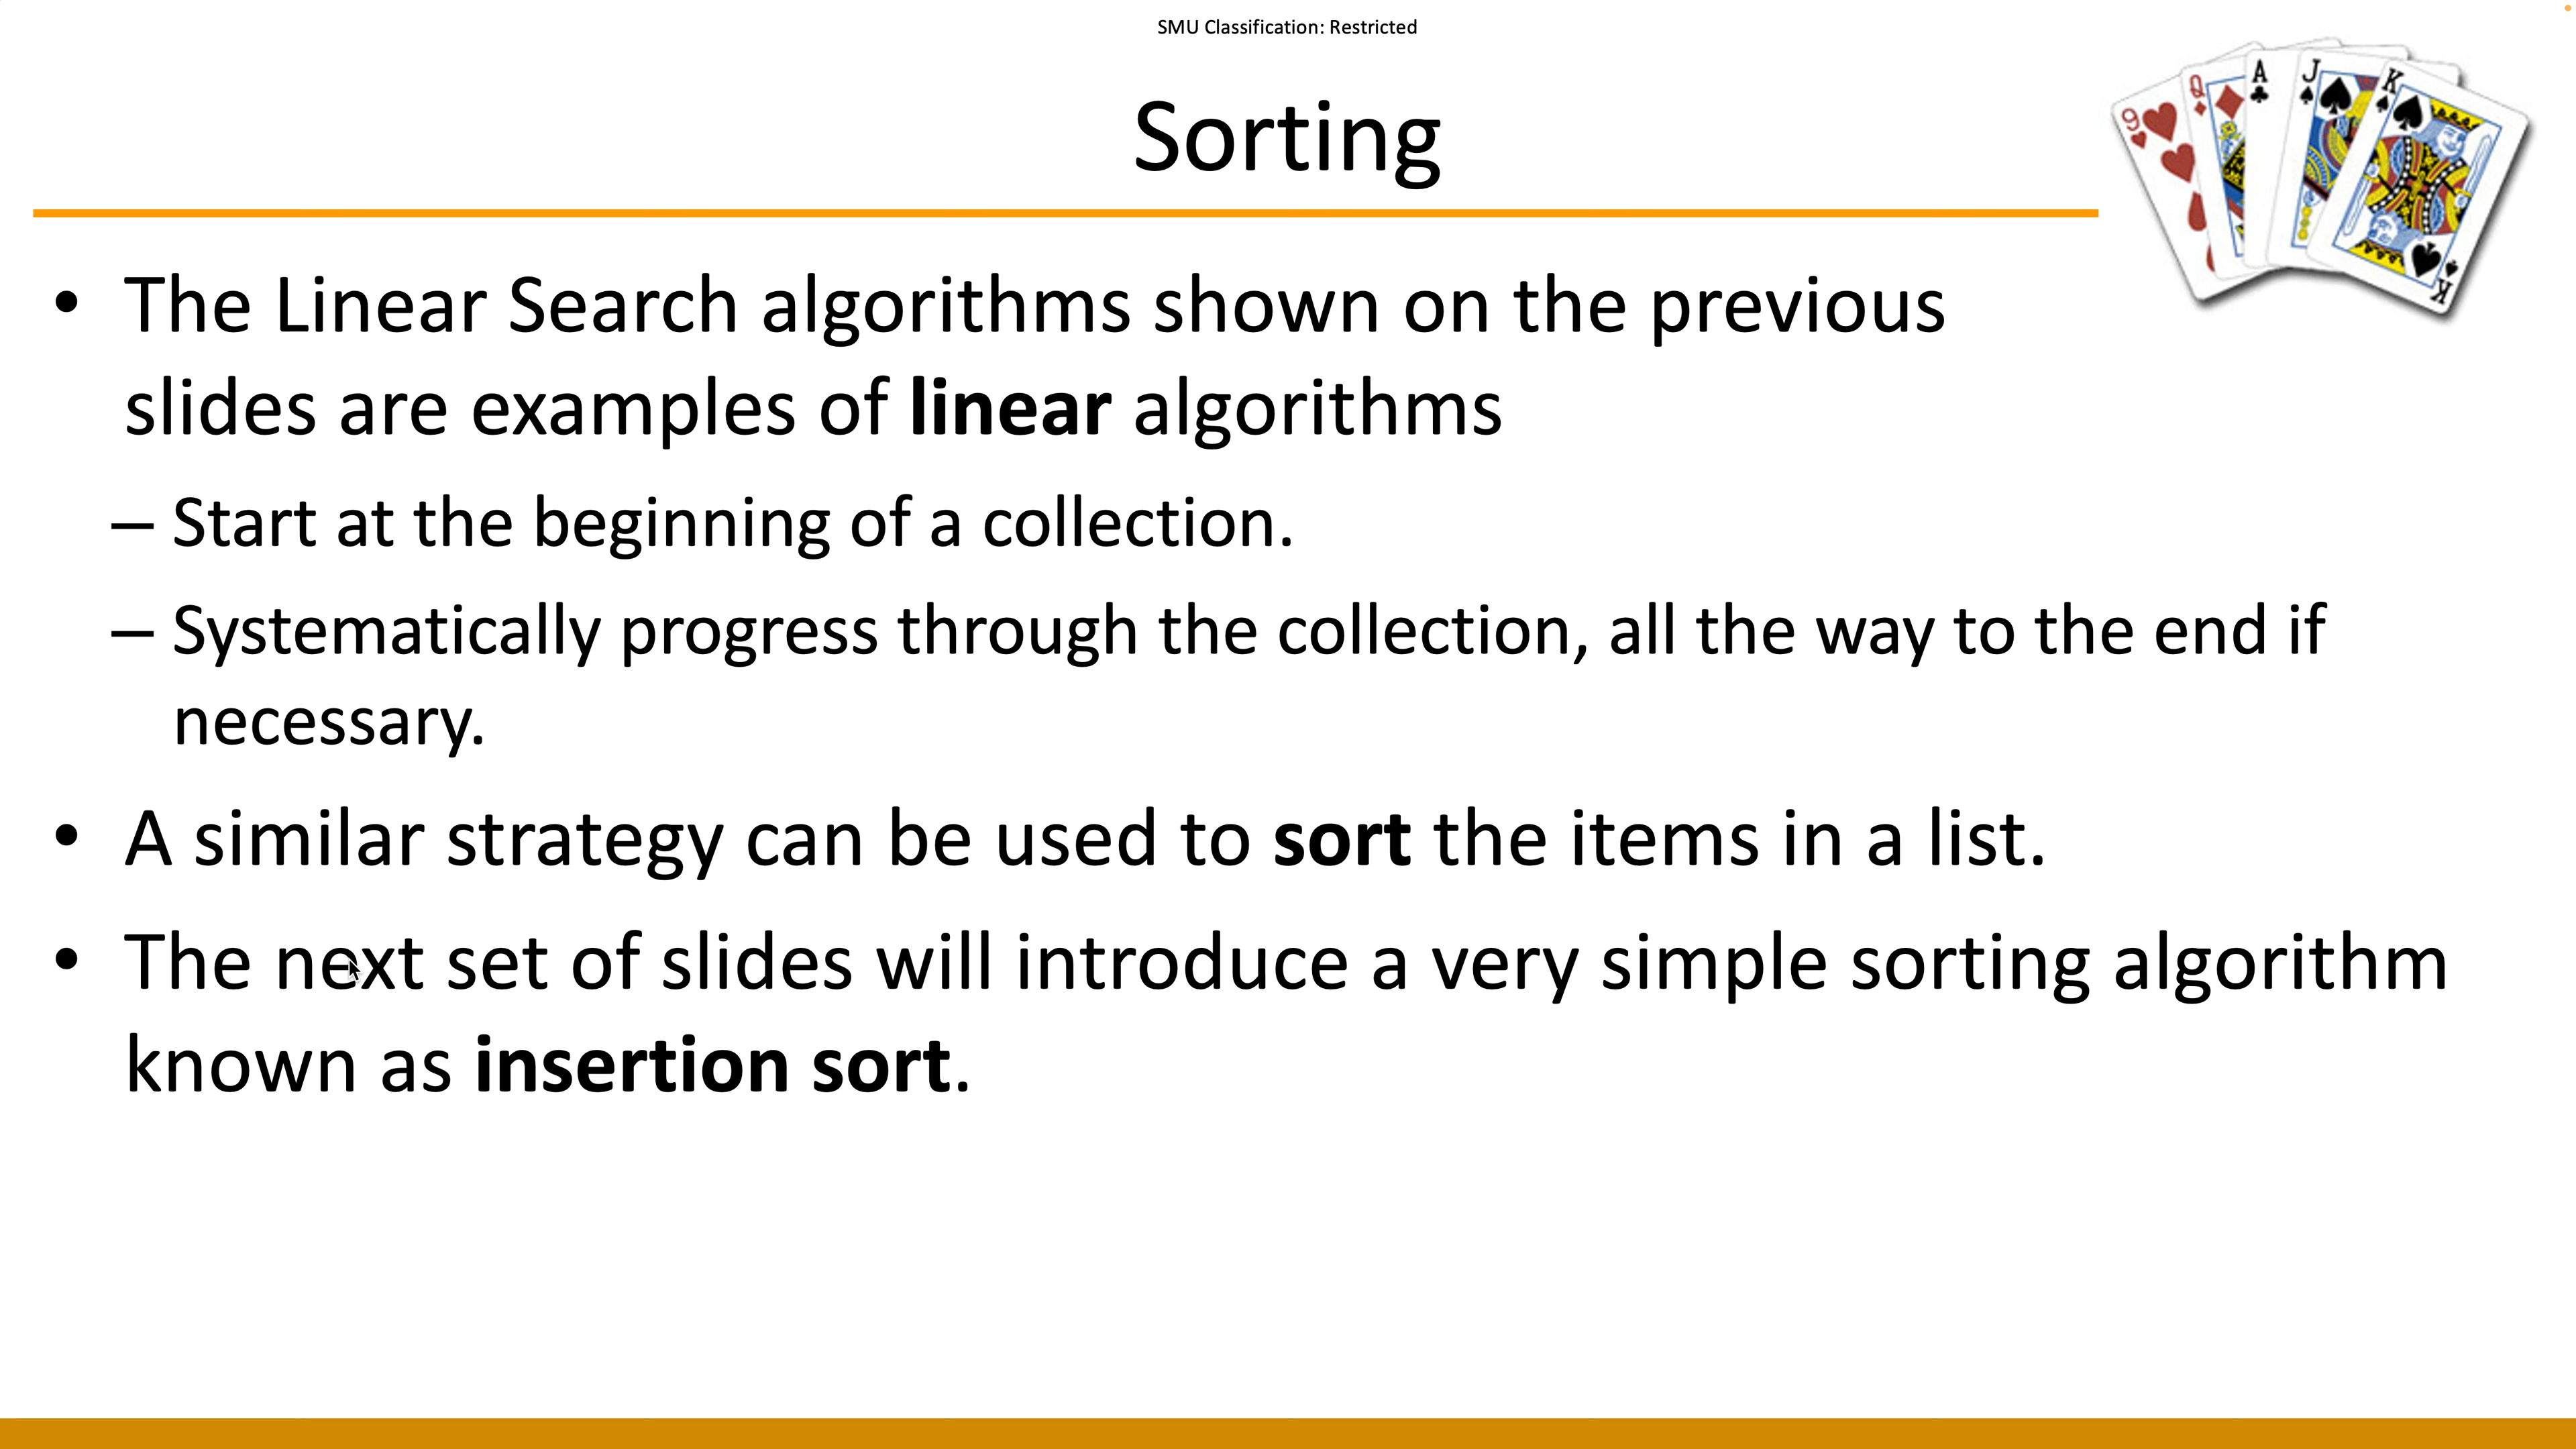 SMU Classification: Restricted
Sorting
9
Q
A
J
K
K
• The Linear Search algorithms shown on the previous
slides are examples of linear algorithms
– Start at the beginning of a collection.
– Systematically progress through the collection, all the way to the end if
necessary.
• A similar strategy can be used to sort the items in a list.
• The next set of slides will introduce a very simple sorting algorithm
known as insertion sort.